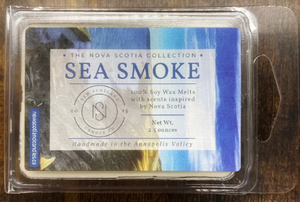 • THE NOVA SCOTIA COLLECTION •
SEA SMOKE
100% Soy Wax Melts
with scents inspired
by Nova Scotia
Net Wt.
2.5 ounces
Handmade in the Annapolis Valley